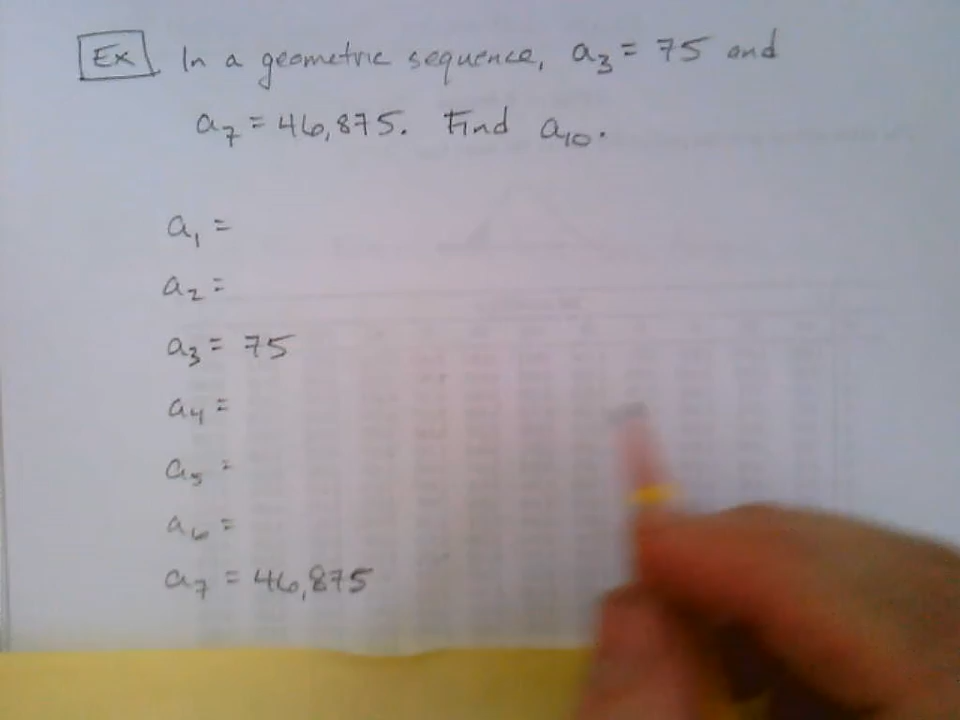 Ex In a geometric sequence, a₃ = 75 and
a₇ = 46,875. Find a₁₀.
a₁ =
a₂ =
a₃ = 75
a₄ =
a₅ =
a₆ =
a₇ = 46,875